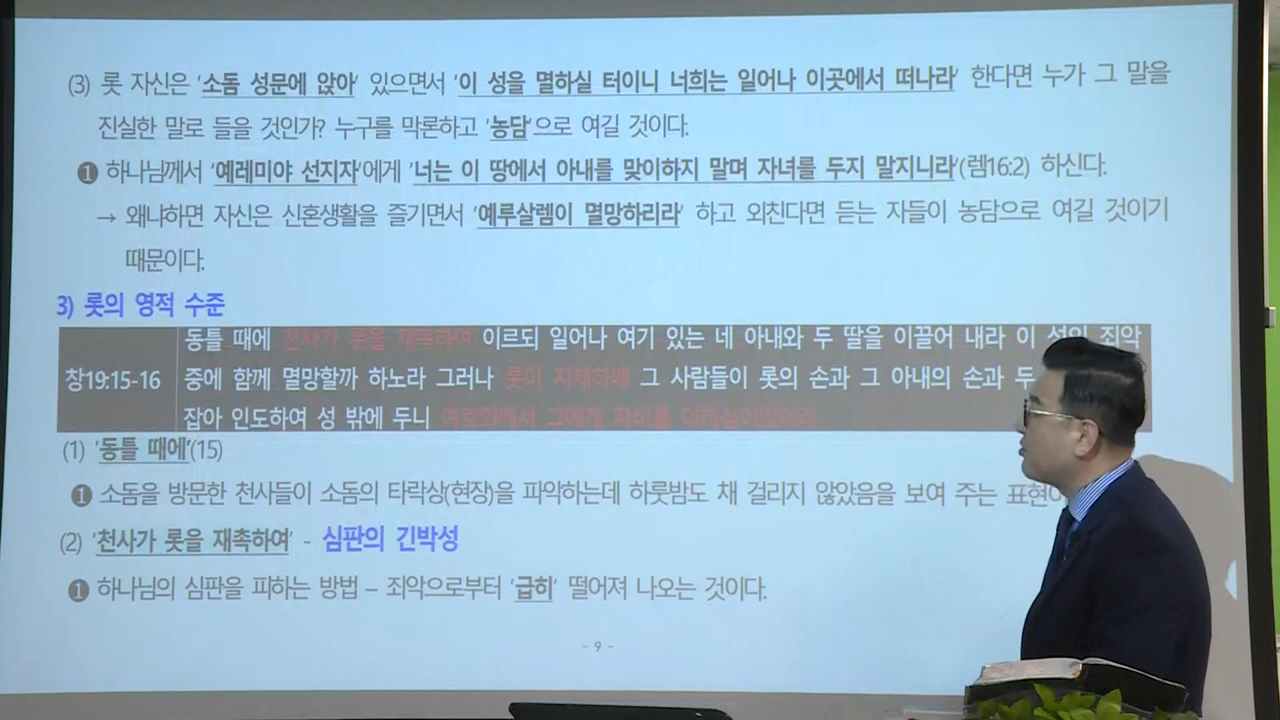 (3) 롯 자신은 '소돔 성문에 앉아' 있으면서 '이 성을 멸하실 터이니 너희는 일어나 이곳에서 떠나라' 한다면 누가 그 말을
진실한 말로 들을 것인가? 누구를 막론하고 '농담'으로 여길 것이다.
❶ 하나님께서 '예레미야 선지자'에게 '너는 이 땅에서 아내를 맞이하지 말며 자녀를 두지 말지니라'(렘16:2) 하신다.
→ 왜냐하면 자신은 신혼생활을 즐기면서 '예루살렘이 멸망하리라' 하고 외친다면 듣는 자들이 농담으로 여길 것이기
때문이다.
3) 롯의 영적 수준
동틀 때에 천사가 롯을 재촉하여 이르되 일어나 여기 있는 네 아내와 두 딸을 이끌어 내라 이 성의 죄악
창19:15-16 중에 함께 멸망할까 하노라 그러나 롯이 지체하매 그 사람들이 롯의 손과 그 아내의 손과 두
잡아 인도하여 성 밖에 두니 여호와께서 그에게 자비를 더하심이었더라
(1) '동틀 때에'(15)
❶ 소돔을 방문한 천사들이 소돔의 타락상(현장)을 파악하는데 하룻밤도 채 걸리지 않았음을 보여 주는
(2) '천사가 롯을 재촉하여' - 심판의 긴박성
❶ 하나님의 심판을 피하는 방법 – 죄악으로부터 '급히' 떨어져 나오는 것이다.
- 9 -